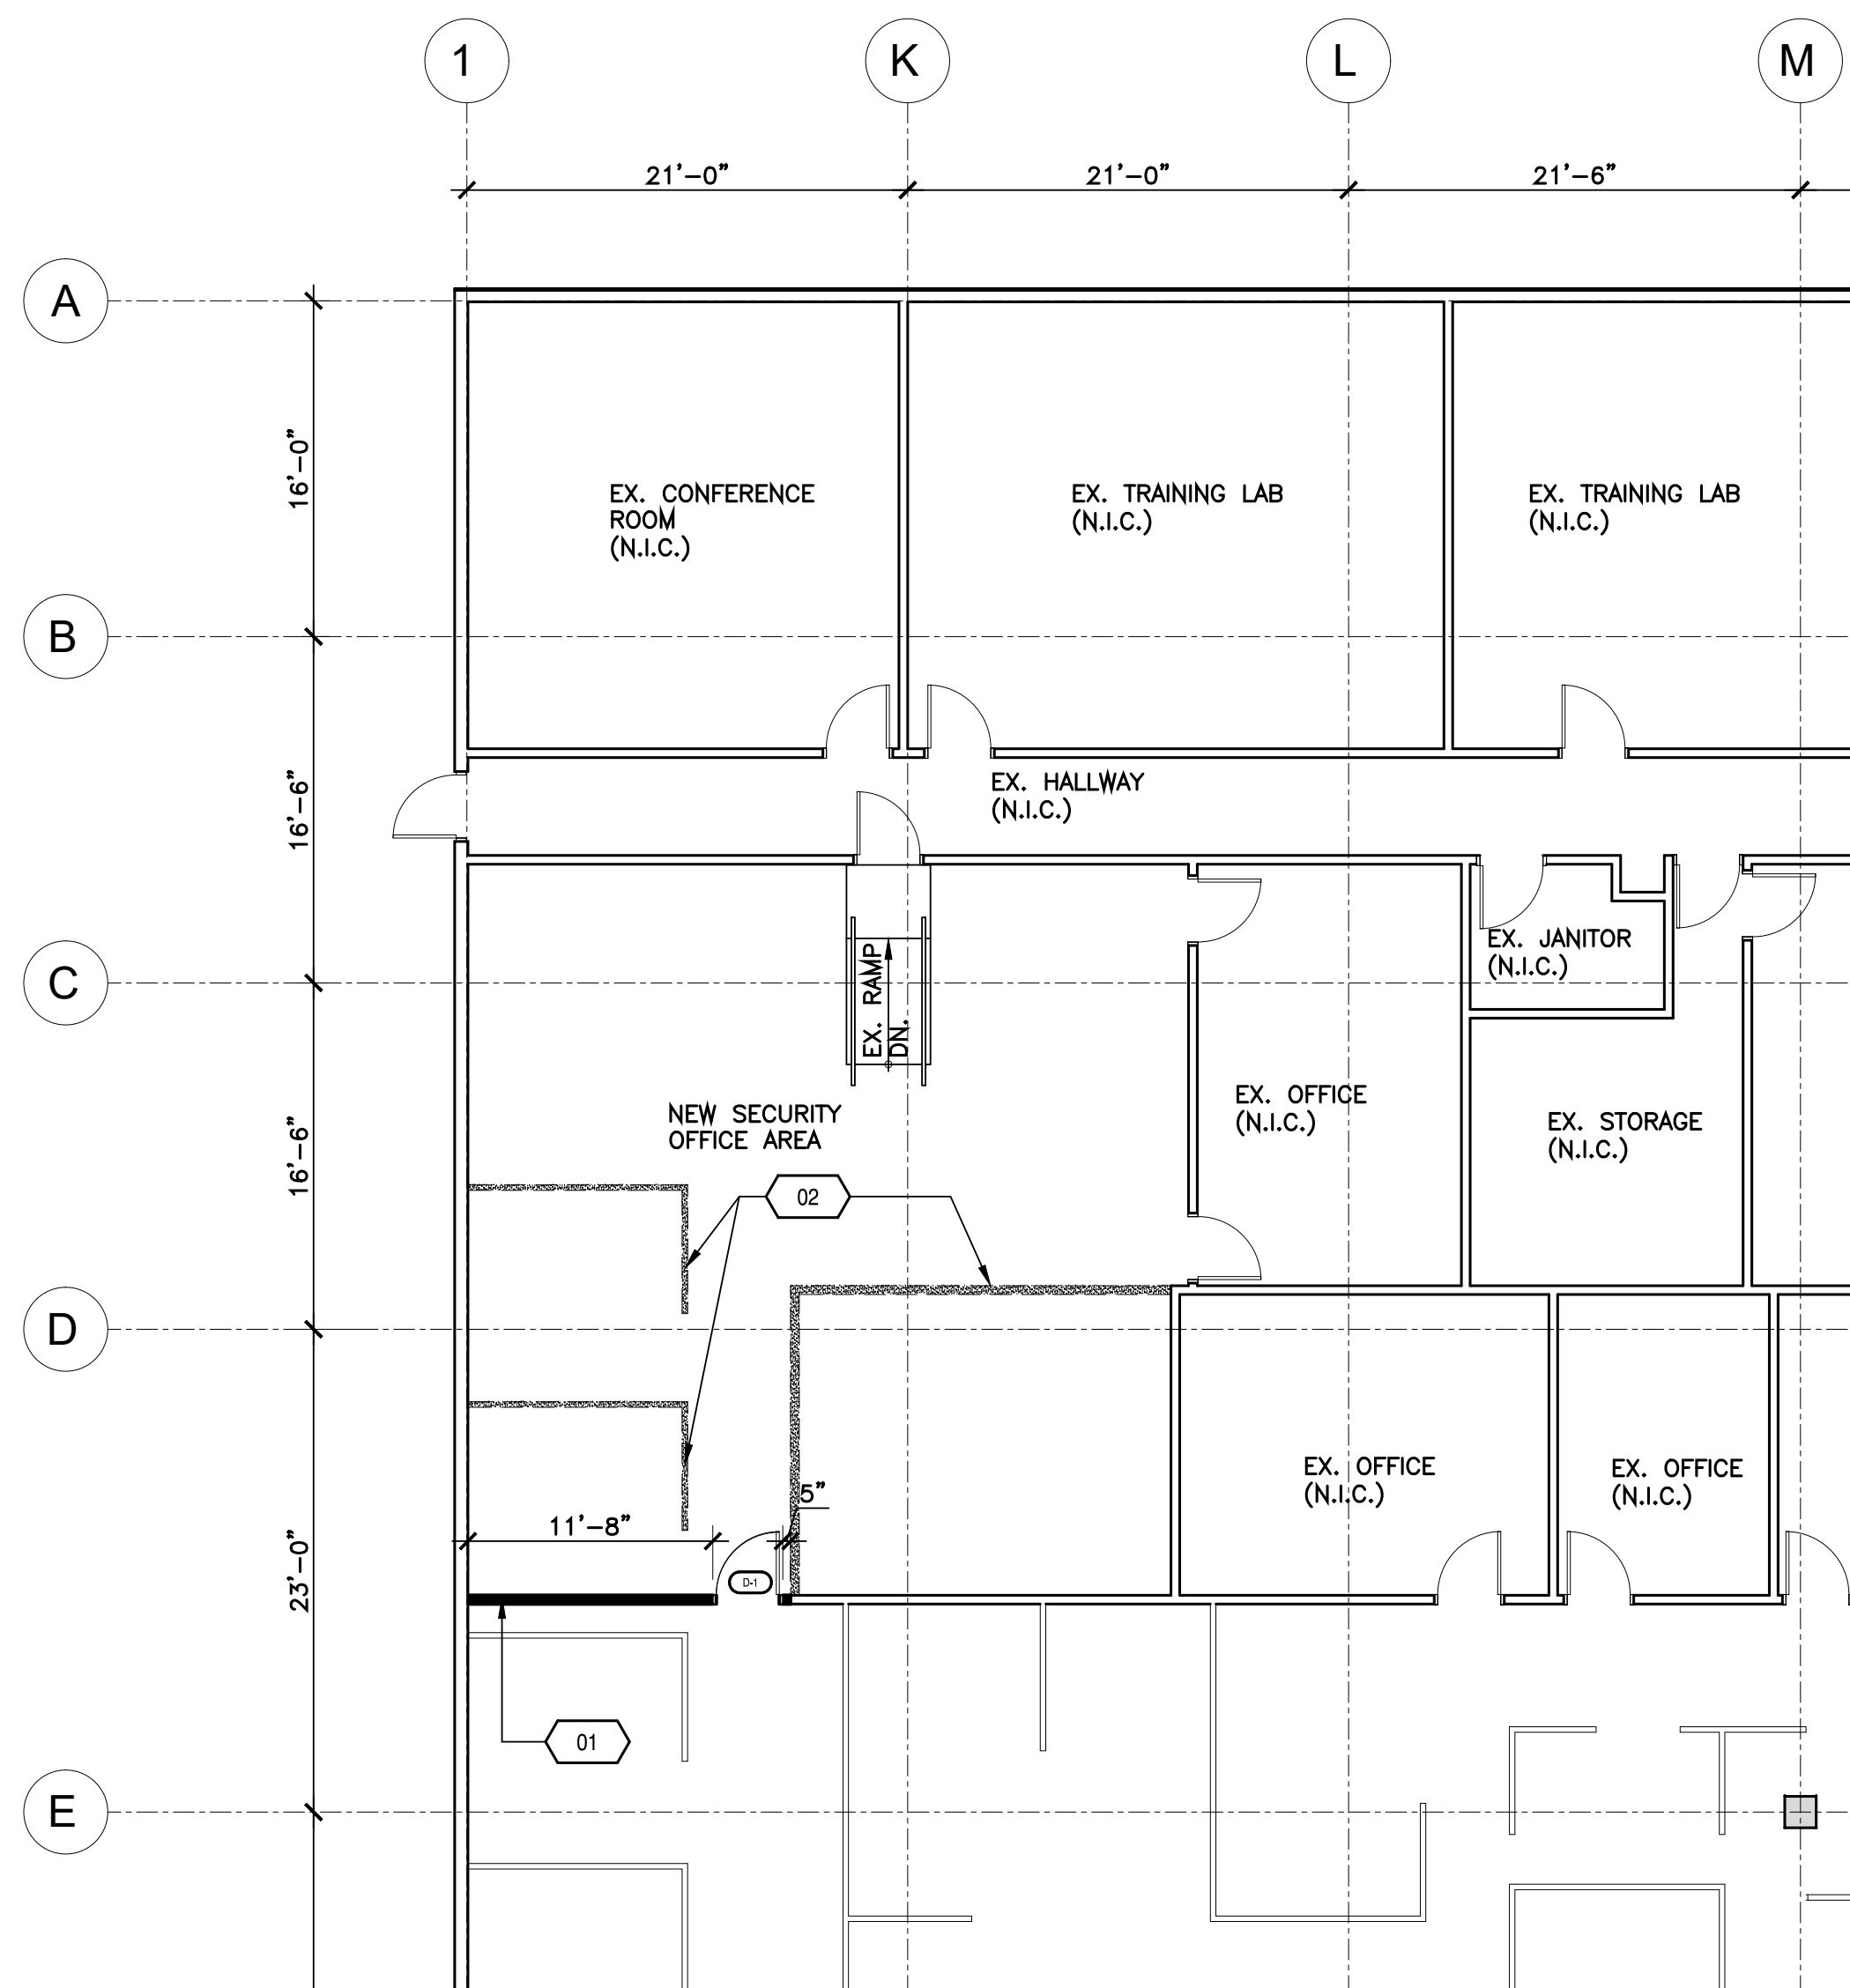 1
K
L
M
21'-0"
21'-0"
21'-6"
A
B
C
D
E
16'-0"
16'-6"
16'-6"
23'-0"
EX. CONFERENCE
ROOM
(N.I.C.)
EX. TRAINING LAB
(N.I.C.)
EX. TRAINING LAB
(N.I.C.)
EX. HALLWAY
(N.I.C.)
EX. RAMP
DN.
EX. JANITOR
(N.I.C.)
EX. OFFICE
(N.I.C.)
EX. STORAGE
(N.I.C.)
NEW SECURITY
OFFICE AREA
02
EX. OFFICE
(N.I.C.)
EX. OFFICE
(N.I.C.)
5"
11'-8"
D-1
01